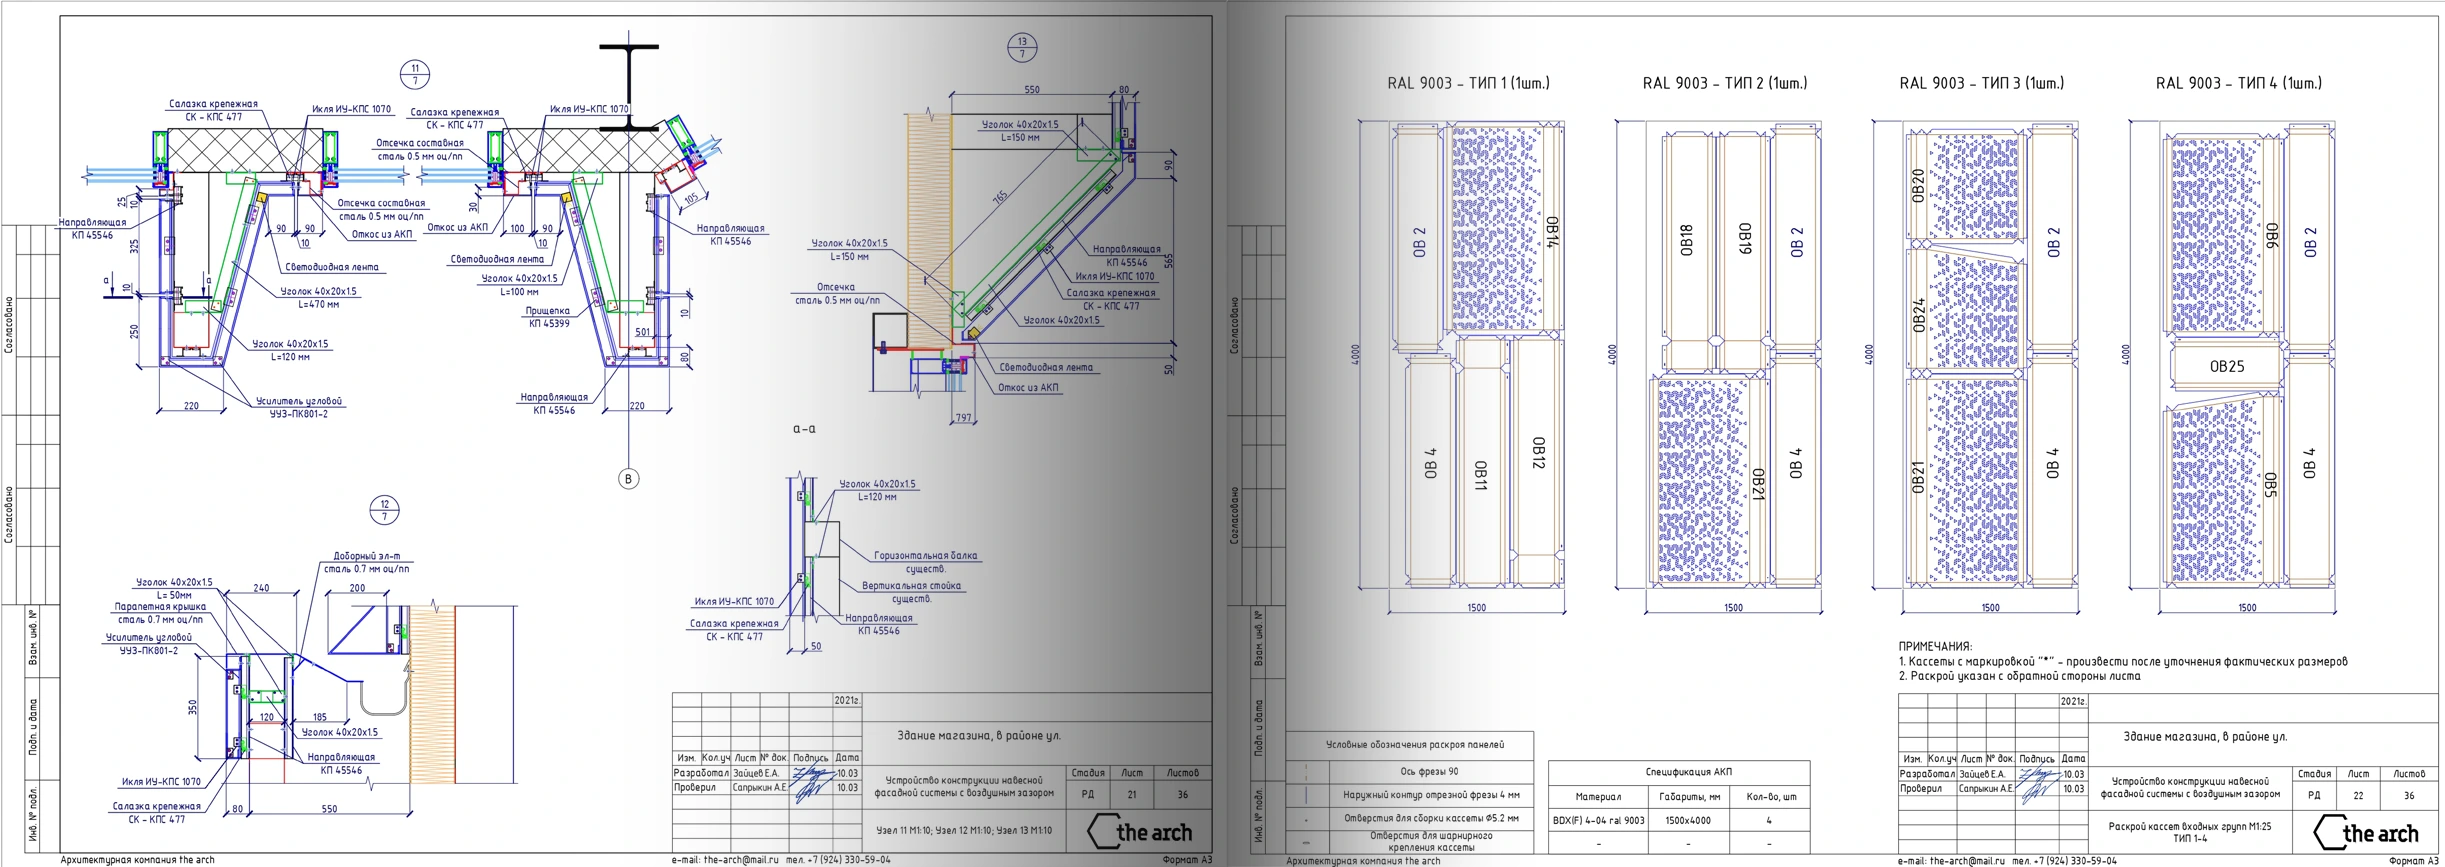 11
7
Салазка крепежная
СК - КПС 477
Икля ИУ-КПС 1070
Отсечка составная
сталь 0.5 мм оц/пп
Откос из АКП
Направляющая
КП 45546
25
10
325
10
250
90
90
10
а
а
Светодиодная лента
Уголок 40х20х1.5
L=470 мм
Уголок 40х20х1.5
L=120 мм
Усилитель угловой
УУЗ-ПК801-2
220
Салазка крепежная
СК - КПС 477
Икля ИУ-КПС 1070
Отсечка составная
сталь 0.5 мм оц/пп
30
Откос из АКП
100
90
10
105
Направляющая
КП 45546
Светодиодная лента
Уголок 40х20х1.5
L=100 мм
Прищепка
КП 45399
10
501
80
Направляющая
КП 45546
220
В
13
7
550
80
Уголок 40х20х1.5
L=150 мм
90
765
Уголок 40х20х1.5
L=150 мм
Направляющая
КП 45546
565
Икля ИУ-КПС 1070
Отсечка
сталь 0.5 мм оц/пп
Салазка крепежная
СК - КПС 477
Уголок 40х20х1.5
Светодиодная лента
50
Откос из АКП
797
а-а
Уголок 40х20х1.5
L=120 мм
Горизонтальная балка
существ.
Вертикальная стойка
существ.
Икля ИУ-КПС 1070
Направляющая
КП 45546
Салазка крепежная
СК - КПС 477
50
12
7
Доборный эл-т
сталь 0.7 мм оц/пп
Уголок 40х20х1.5
L= 50мм
240
200
Парапетная крышка
сталь 0.7 мм оц/пп
Усилитель угловой
УУЗ-ПК801-2
350
120
185
Уголок 40х20х1.5
Направляющая
КП 45546
Икля ИУ-КПС 1070
Салазка крепежная
СК - КПС 477
80
550
Согласовано
Согласовано
Взам. инв. №
Подп. и дата
Инв. № подл.
2021г.
Здание магазина, в районе ул.
Изм. Кол.уч Лист № док. Подпись Дата
Разработал Зайцев Е.А. 10.03
Проверил Сапрыкин А.Е. 10.03
Устройство конструкции навесной
фасадной системы с воздушным зазором
Стадия Лист Листов
РД 21 36
Узел 11 М1:10; Узел 12 М1:10; Узел 13 М1:10
the arch
Архитектурная компания the arch
e-mail: the-arch@mail.ru тел. +7 (924) 330-59-04
Формат А3
RAL 9003 - ТИП 1 (1шт.)
RAL 9003 - ТИП 2 (1шт.)
RAL 9003 - ТИП 3 (1шт.)
RAL 9003 - ТИП 4 (1шт.)
4000
ОВ 2
ОВ14
ОВ 4
ОВ11
ОВ12
1500
4000
ОВ18
ОВ19
ОВ 2
ОВ21
ОВ 4
1500
4000
ОВ20
ОВ 2
ОВ24
ОВ21
ОВ 4
1500
4000
ОВ6
ОВ 2
ОВ25
ОВ5
ОВ 4
1500
ПРИМЕЧАНИЯ:
1. Кассеты с маркировкой "*" - произвести после уточнения фактических размеров
2. Раскрой указан с обратной стороны листа
Условные обозначения раскроя панелей
Ось фрезы 90
Наружный контур отрезной фрезы 4 мм
Отверстия для сборки кассеты Ø5.2 мм
Отверстия для шарнирного
крепления кассеты
Спецификация АКП
Материал Габариты, мм Кол-во, шт
BDX(F) 4-04 ral 9003 1500х4000 4
- - -
Согласовано
Согласовано
Взам. инв. №
Подп. и дата
Инв. № подл.
2021г.
Здание магазина, в районе ул.
Изм. Кол.уч Лист № док. Подпись Дата
Разработал Зайцев Е.А. 10.03
Проверил Сапрыкин А.Е. 10.03
Устройство конструкции навесной
фасадной системы с воздушным зазором
Стадия Лист Листов
РД 22 36
Раскрой кассет входных групп М1:25
ТИП 1-4
the arch
Архитектурная компания the arch
e-mail: the-arch@mail.ru тел. +7 (924) 330-59-04
Формат А3